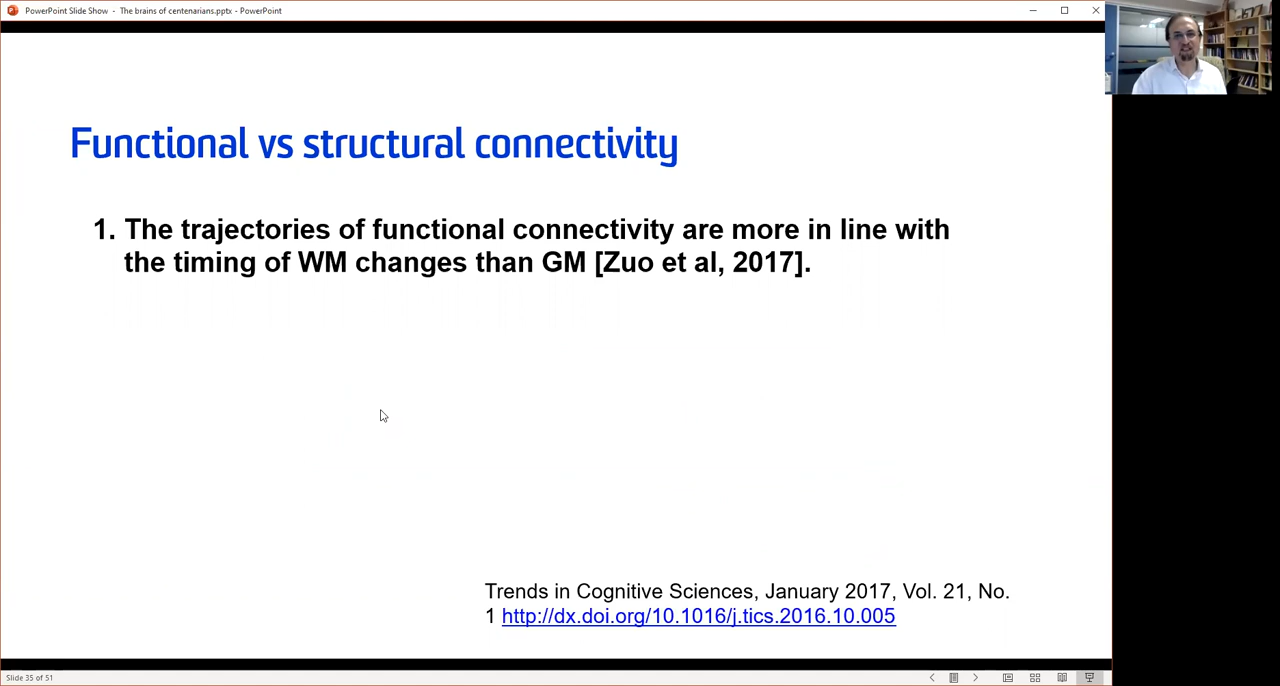 PowerPoint Slide Show - The brains of centenarians.pptx - PowerPoint
Functional vs structural connectivity
1. The trajectories of functional connectivity are more in line with
the timing of WM changes than GM [Zuo et al, 2017].
Trends in Cognitive Sciences, January 2017, Vol. 21, No.
1 http://dx.doi.org/10.1016/j.tics.2016.10.005
Slide 35 of 51